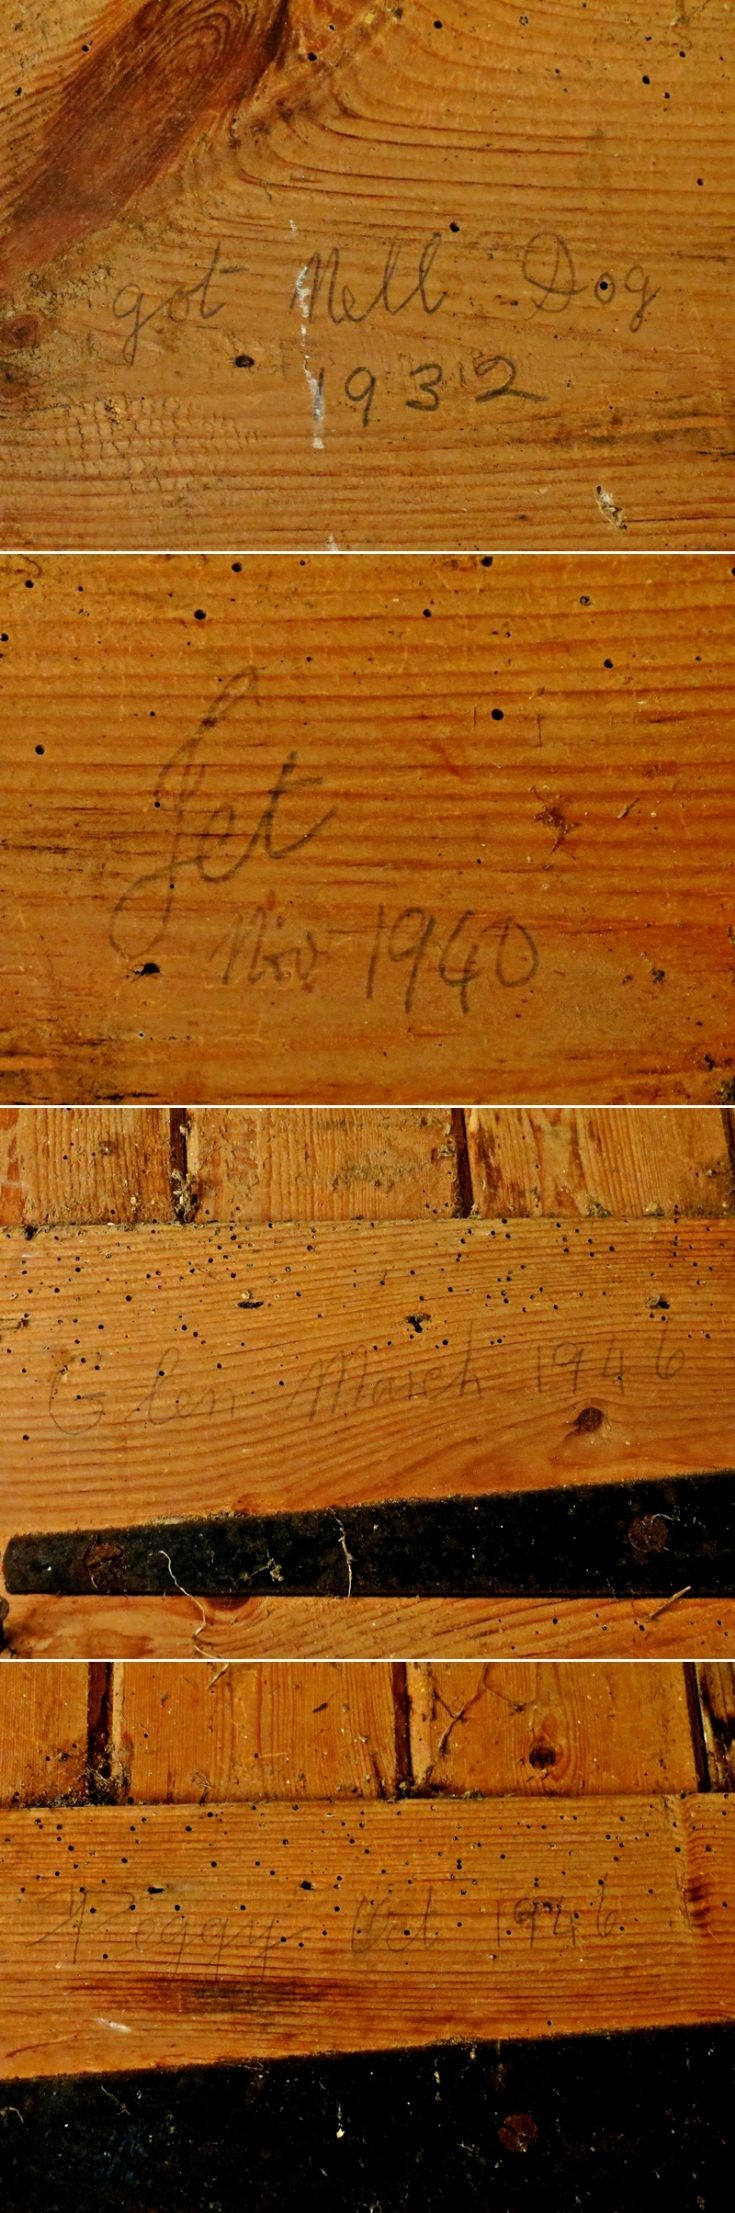 got Nell Dog
1932
Jet
Nov 1940
Glen March 1946
Peggy Oct 1946